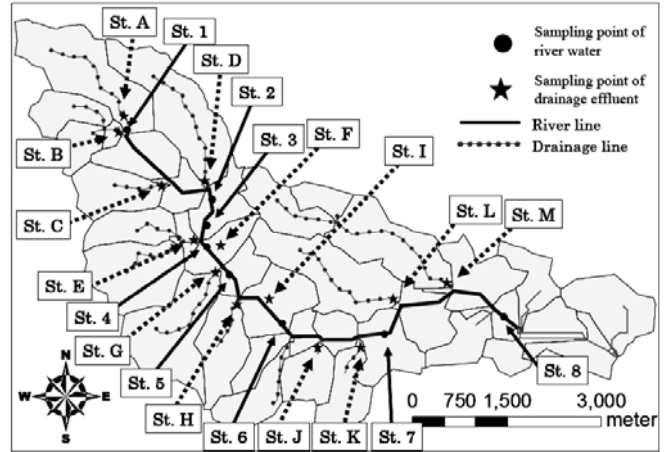 St. A
St. 1
St. D
St. 2
St. 3
St. F
St. I
St. L
St. M
St. B
St. C
St. E
St. 4
St. G
St. 5
St. H
St. 6
St. J
St. K
St. 7
St. 8
Sampling point of
river water
Sampling point of
drainage effluent
River line
Drainage line
N
W
E
S
0 750 1,500 3,000
meter